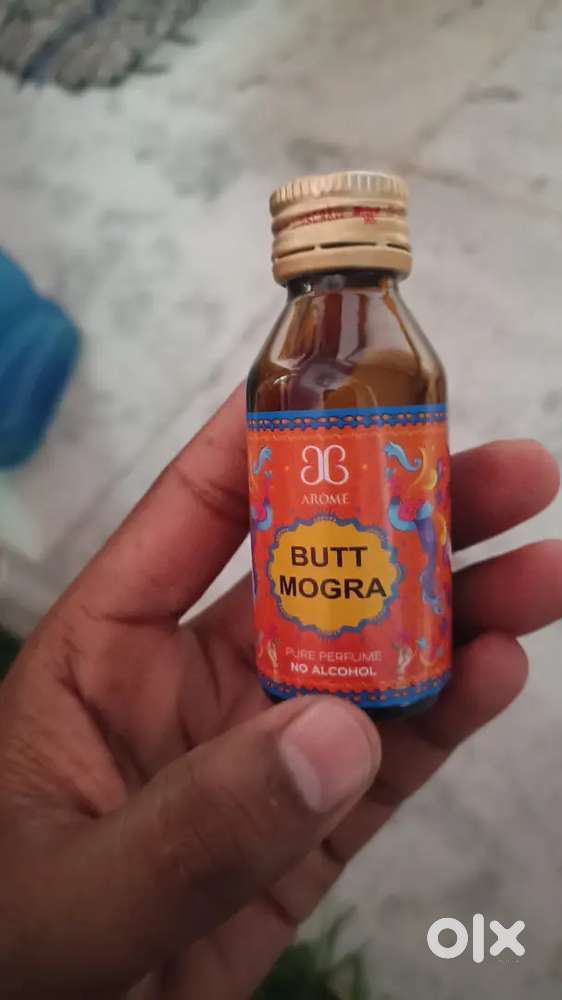 AROME
BUTT
MOGRA
PURE PERFUME
NO ALCOHOL
olx